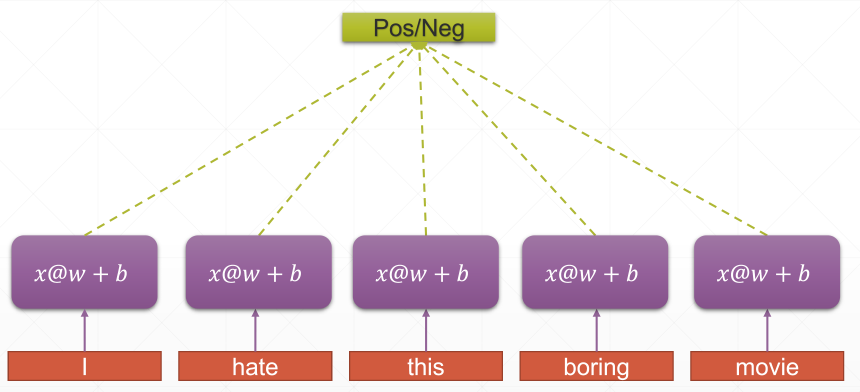 Pos/Neg
x@w + b x@w + b x@w + b x@w + b x@w + b
I hate this boring movie